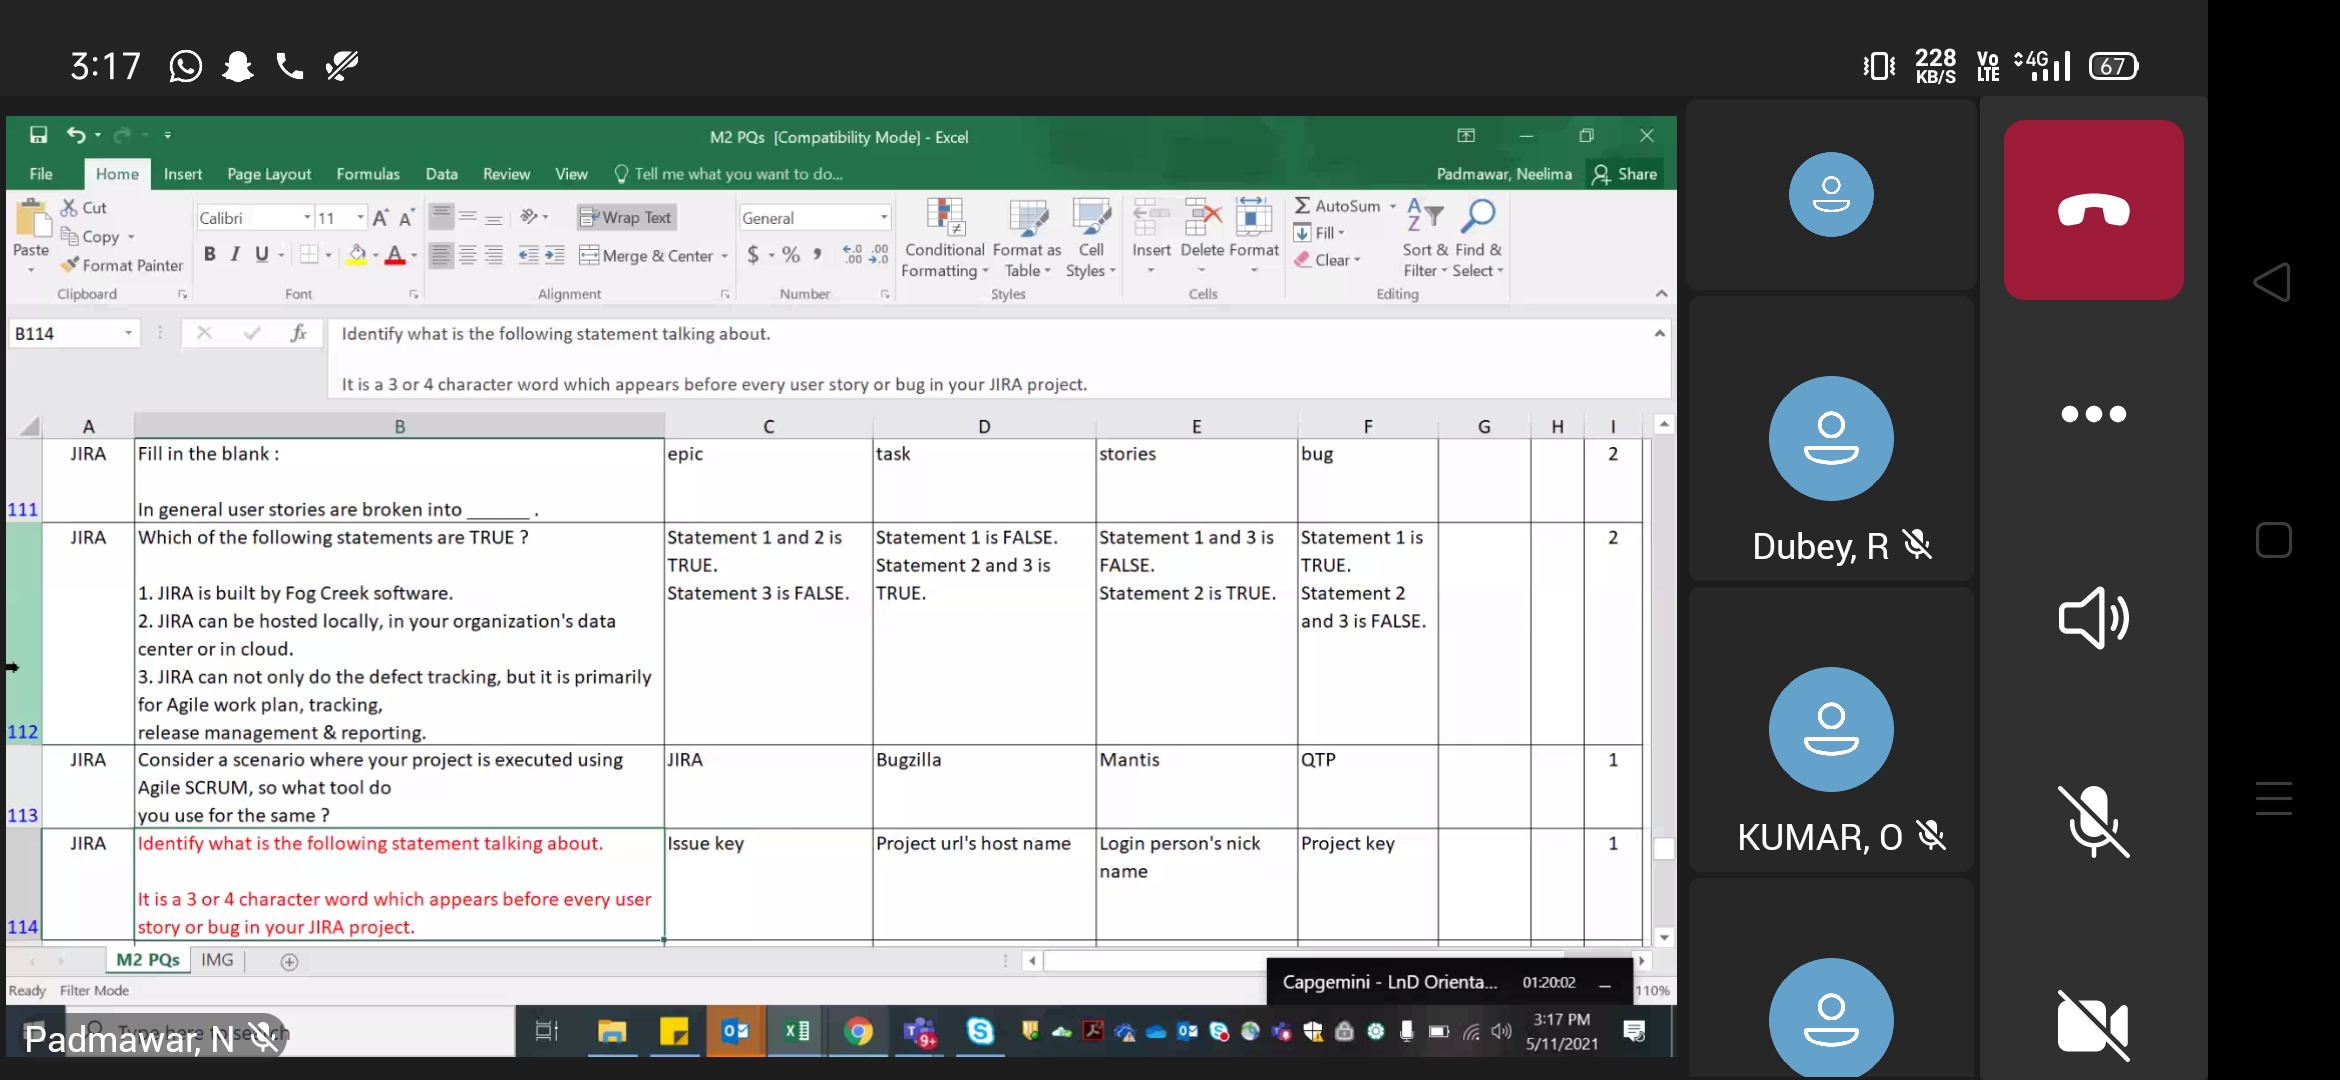 3:17
228 KB/S Vo LTE 4G 67
M2 PQs [Compatibility Mode] - Excel
File Home Insert Page Layout Formulas Data Review View Tell me what you want to do... Padmawar, Neelima Share
Cut
Copy
Format Painter
Paste
Clipboard
Calibri 11 A A
B I U A
Font
Wrap Text
Merge & Center
Alignment
General
$ % , .0 .00 .00 .0
Number
Conditional Formatting
Format as Table
Cell Styles
Styles
Insert Delete Format
Cells
AutoSum
Fill
Clear
Sort & Filter
Find & Select
Editing
B114 fx
Identify what is the following statement talking about.
It is a 3 or 4 character word which appears before every user story or bug in your JIRA project.
A B C D E F G H I
111
JIRA
Fill in the blank :
In general user stories are broken into ______ .
epic
task
stories
bug
2
112
JIRA
Which of the following statements are TRUE ?
1. JIRA is built by Fog Creek software.
2. JIRA can be hosted locally, in your organization's data
center or in cloud.
3. JIRA can not only do the defect tracking, but it is primarily
for Agile work plan, tracking,
release management & reporting.
Statement 1 and 2 is
TRUE.
Statement 3 is FALSE.
Statement 1 is FALSE.
Statement 2 and 3 is
TRUE.
Statement 1 and 3 is
FALSE.
Statement 2 is TRUE.
Statement 1 is
TRUE.
Statement 2
and 3 is FALSE.
2
113
JIRA
Consider a scenario where your project is executed using
Agile SCRUM, so what tool do
you use for the same ?
JIRA
Bugzilla
Mantis
QTP
1
114
JIRA
Identify what is the following statement talking about.
It is a 3 or 4 character word which appears before every user
story or bug in your JIRA project.
Issue key
Project url's host name
Login person's nick
name
Project key
1
M2 PQs IMG
Ready Filter Mode
Capgemini - LnD Orienta... 01:20:02
110%
Type here to search
Padmawar, N
9+
3:17 PM
5/11/2021
Dubey, R
KUMAR, O